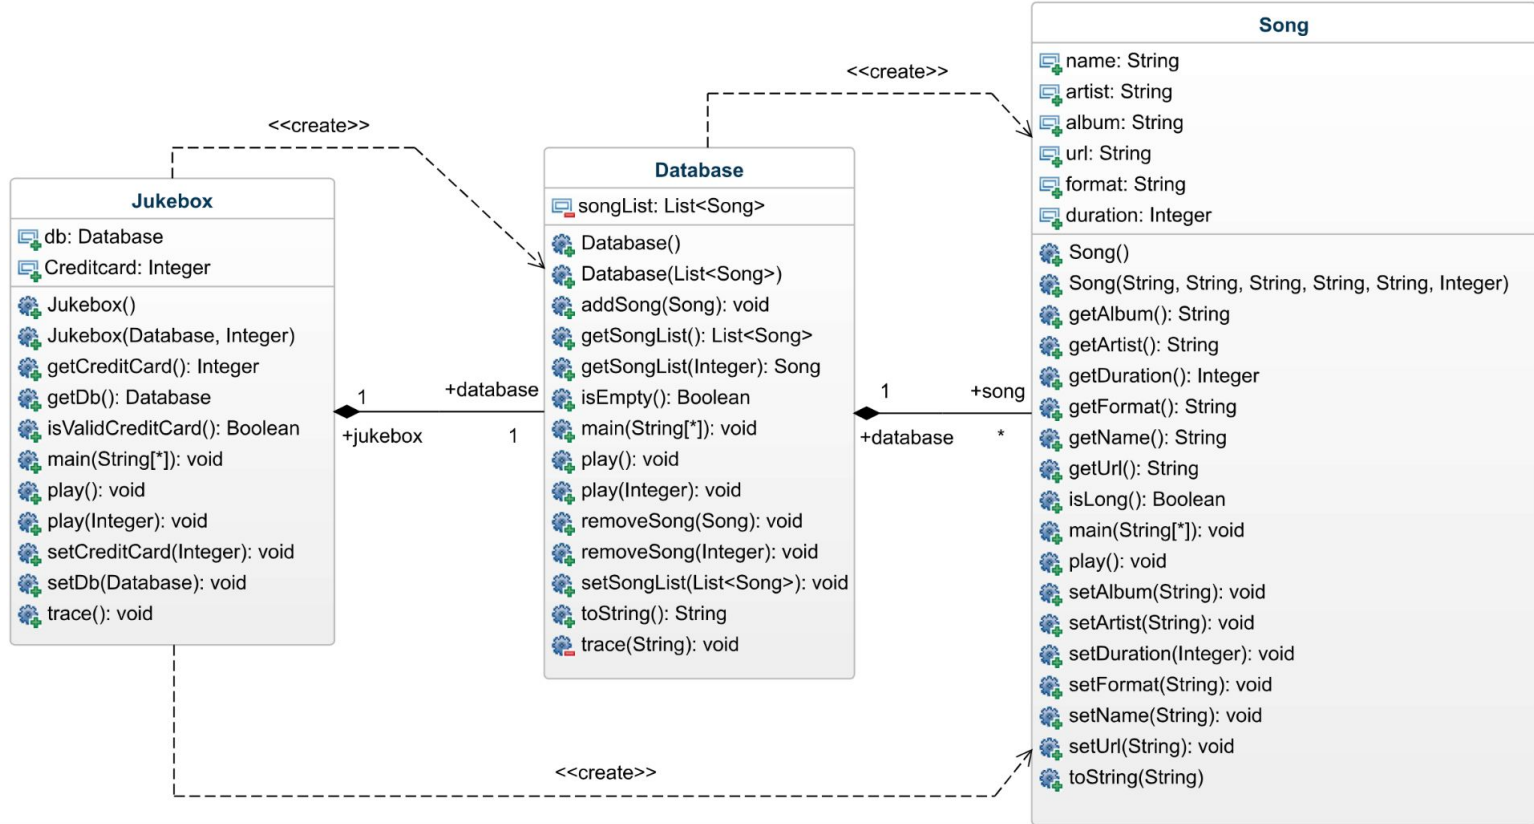 <<create>>
<<create>>
Jukebox
db: Database
Creditcard: Integer
Jukebox()
Jukebox(Database, Integer)
getCreditCard(): Integer
getDb(): Database
isValidCreditCard(): Boolean
main(String[*]): void
play(): void
play(Integer): void
setCreditCard(Integer): void
setDb(Database): void
trace(): void
1
+jukebox
+database
1
Database
songList: List<Song>
Database()
Database(List<Song>)
addSong(Song): void
getSongList(): List<Song>
getSongList(Integer): Song
isEmpty(): Boolean
main(String[*]): void
play(): void
play(Integer): void
removeSong(Song): void
removeSong(Integer): void
setSongList(List<Song>): void
toString(): String
trace(String): void
1
+database
+song
*
Song
name: String
artist: String
album: String
url: String
format: String
duration: Integer
Song()
Song(String, String, String, String, String, Integer)
getAlbum(): String
getArtist(): String
getDuration(): Integer
getFormat(): String
getName(): String
getUrl(): String
isLong(): Boolean
main(String[*]): void
play(): void
setAlbum(String): void
setArtist(String): void
setDuration(Integer): void
setFormat(String): void
setName(String): void
setUrl(String): void
toString(String)
<<create>>